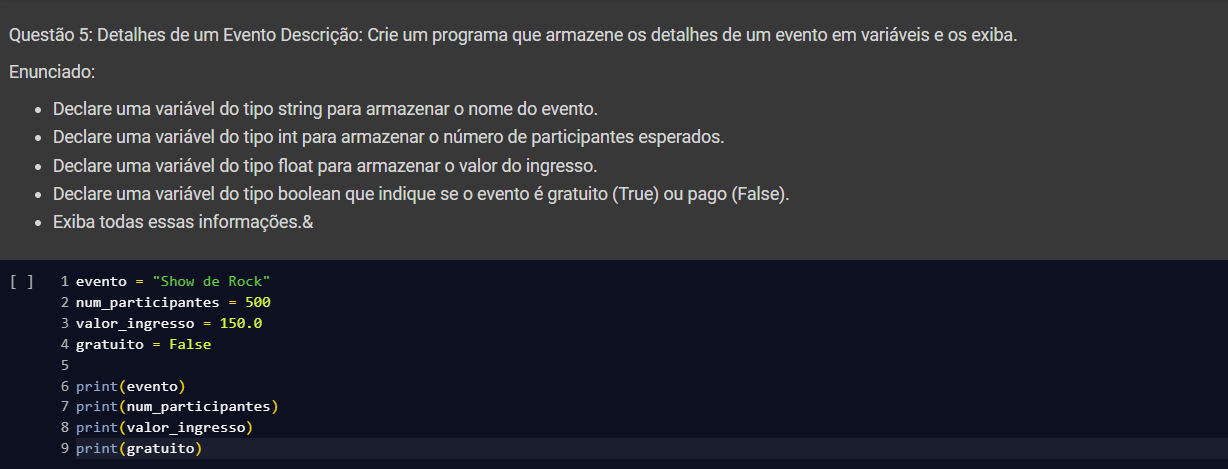 Questão 5: Detalhes de um Evento Descrição: Crie um programa que armazene os detalhes de um evento em variáveis e os exiba.
Enunciado:
• Declare uma variável do tipo string para armazenar o nome do evento.
• Declare uma variável do tipo int para armazenar o número de participantes esperados.
• Declare uma variável do tipo float para armazenar o valor do ingresso.
• Declare uma variável do tipo boolean que indique se o evento é gratuito (True) ou pago (False).
• Exiba todas essas informações.&
[ ] 1 evento = "Show de Rock"
2 num_participantes = 500
3 valor_ingresso = 150.0
4 gratuito = False
5
6 print(evento)
7 print(num_participantes)
8 print(valor_ingresso)
9 print(gratuito)